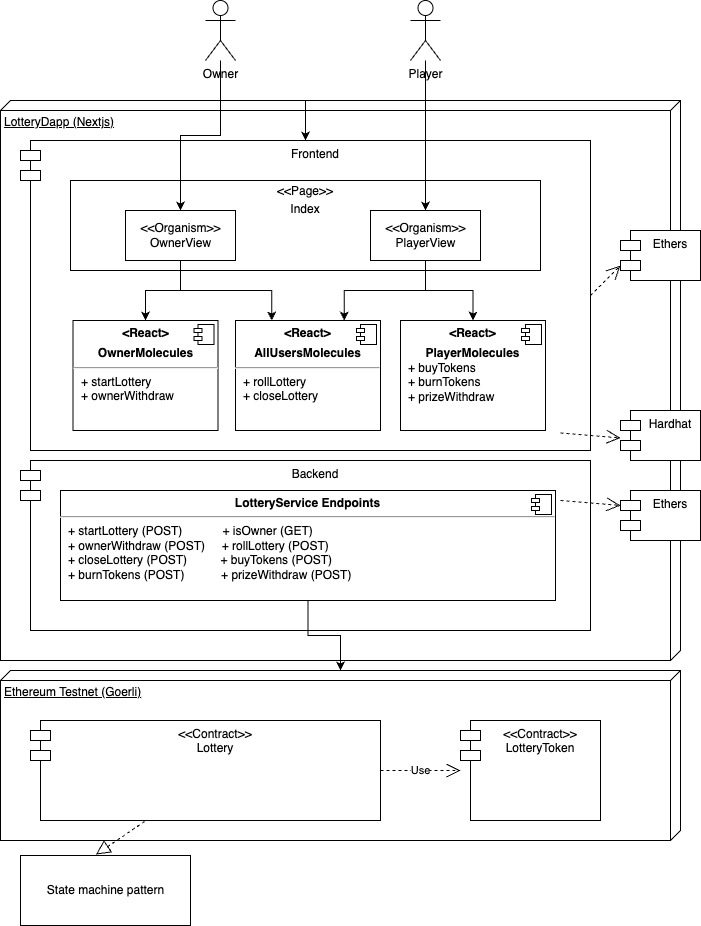 Owner
Player
LotteryDapp (Nextjs)
Frontend
<<Page>>
Index
<<Organism>>
OwnerView
<<Organism>>
PlayerView
Ethers
<React>
OwnerMolecules
+ startLottery
+ ownerWithdraw
<React>
AllUsersMolecules
+ rollLottery
+ closeLottery
<React>
PlayerMolecules
+ buyTokens
+ burnTokens
+ prizeWithdraw
Hardhat
Backend
LotteryService Endpoints
+ startLottery (POST) + isOwner (GET)
+ ownerWithdraw (POST) + rollLottery (POST)
+ closeLottery (POST) + buyTokens (POST)
+ burnTokens (POST) + prizeWithdraw (POST)
Ethers
Ethereum Testnet (Goerli)
<<Contract>>
Lottery
Use
<<Contract>>
LotteryToken
State machine pattern